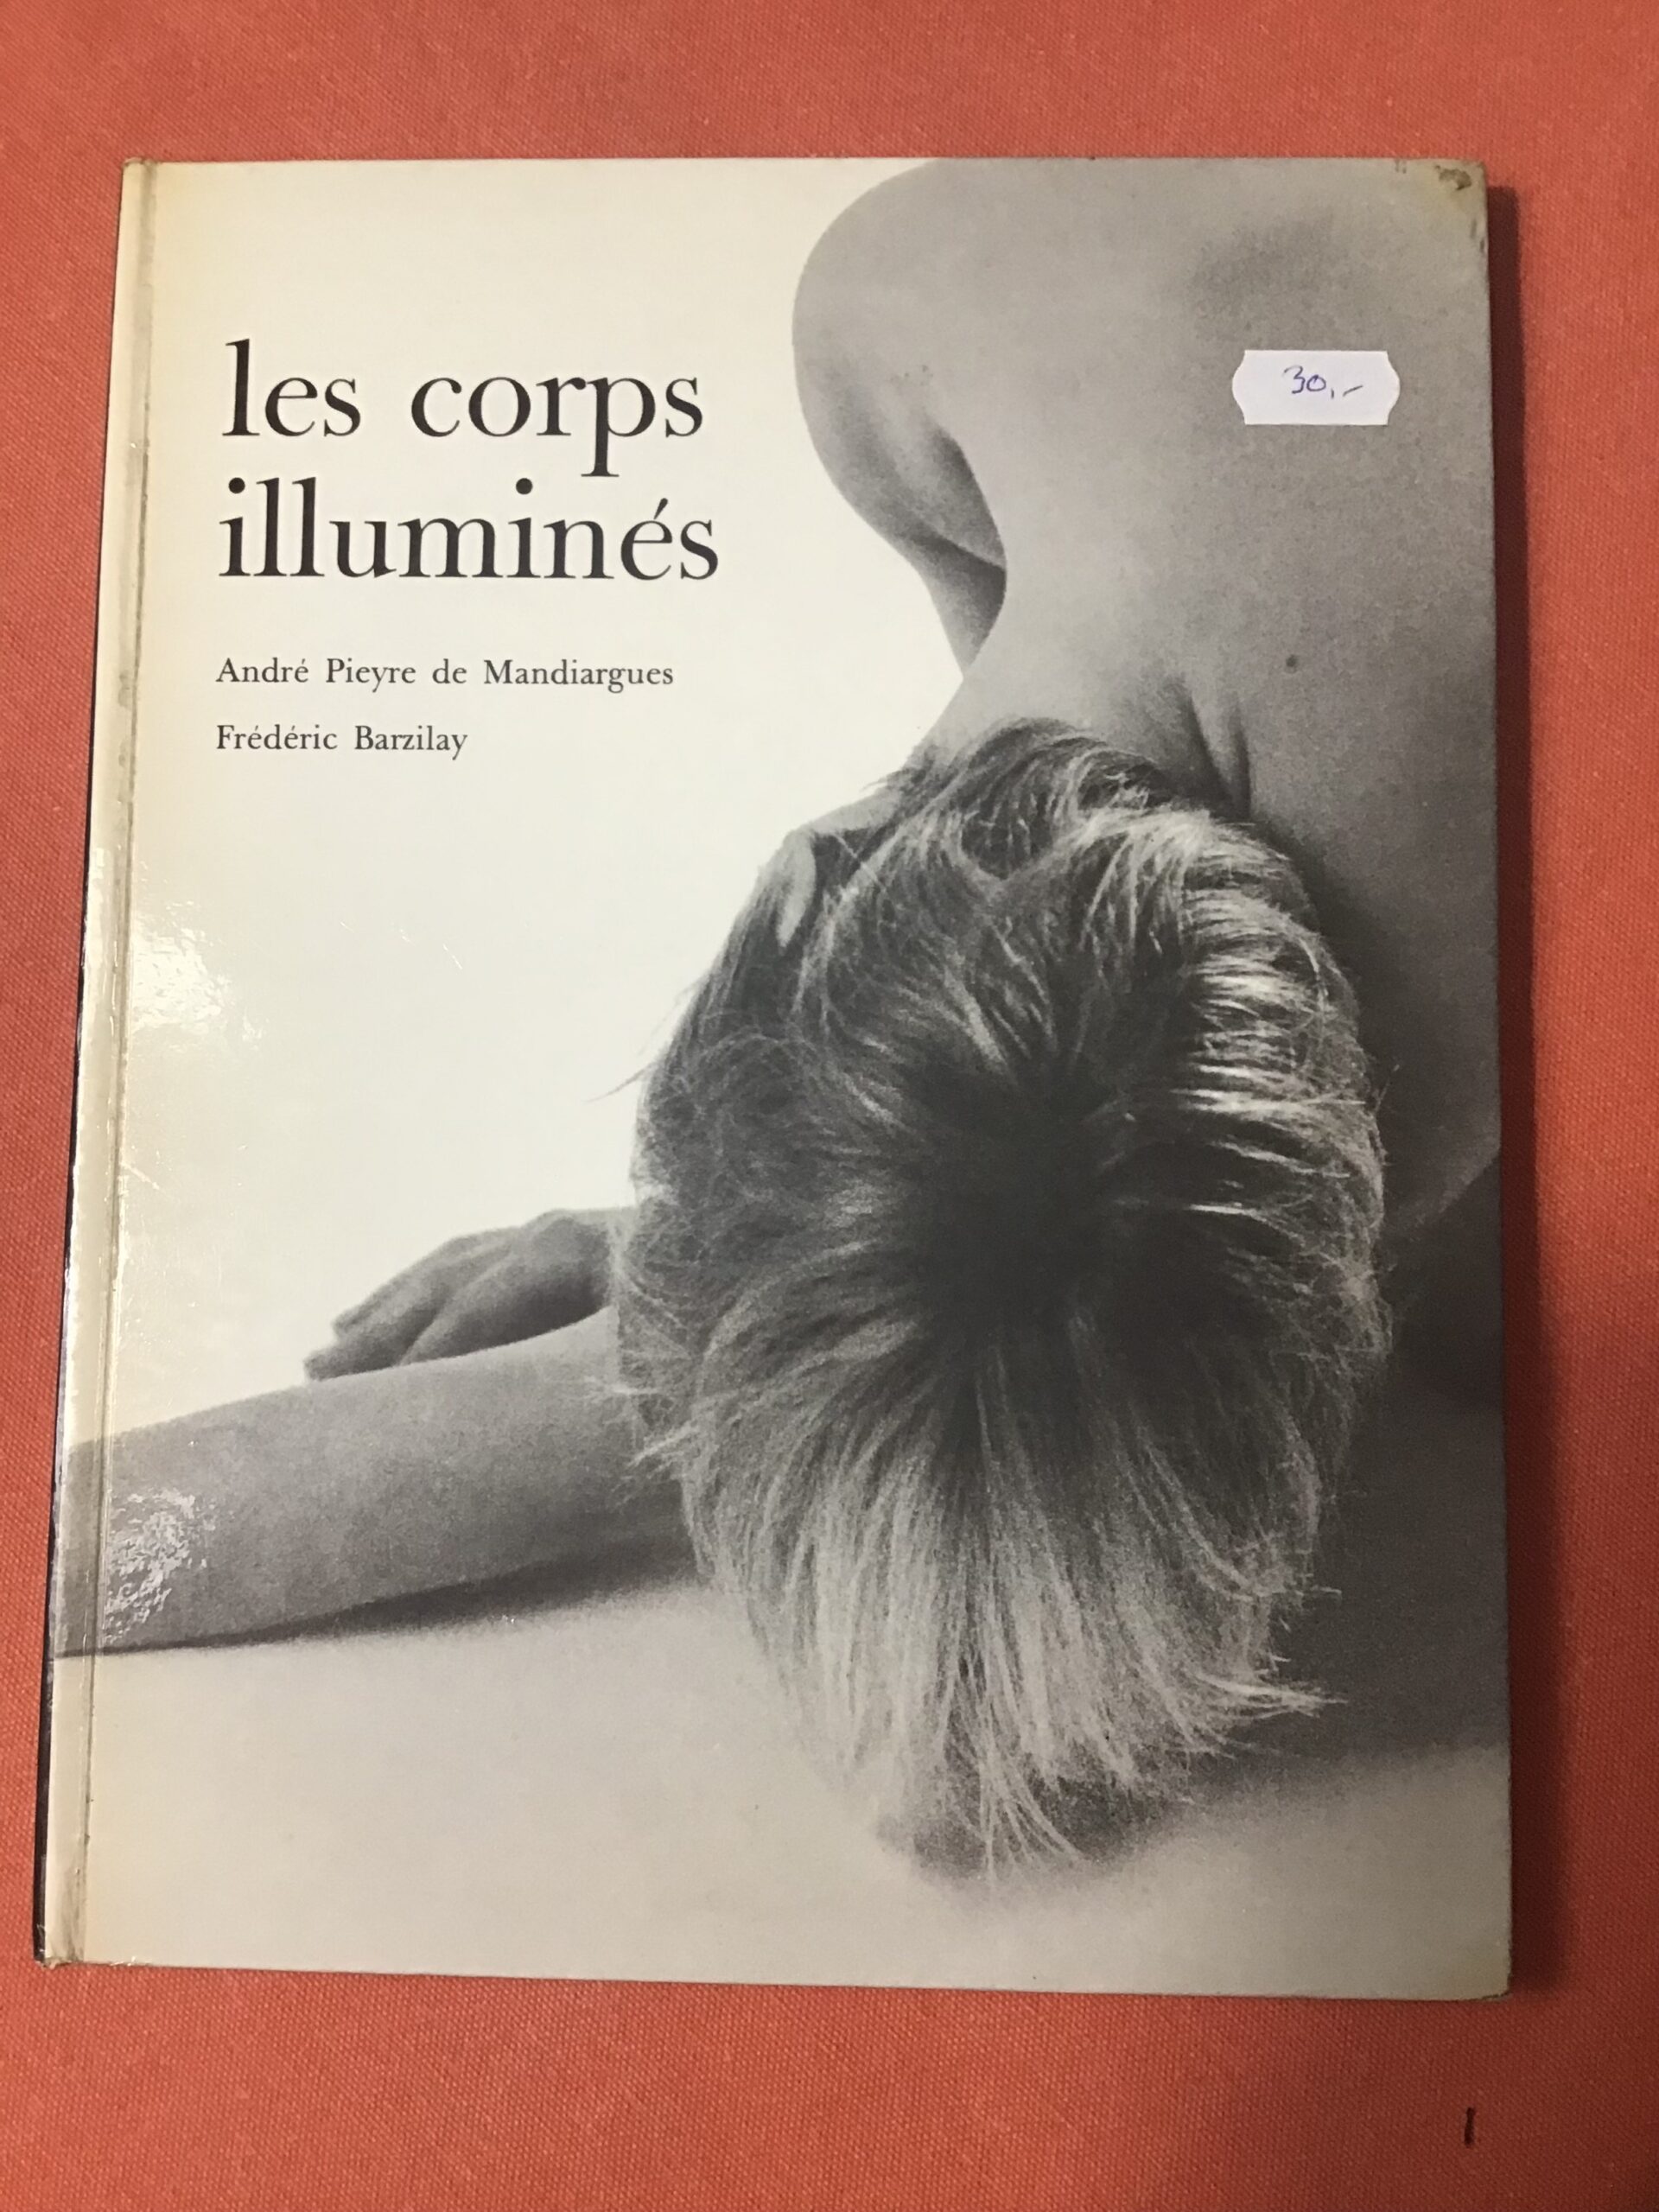 les corps
illuminés
André Pieyre de Mandiargues
Frédéric Barzilay
30,-